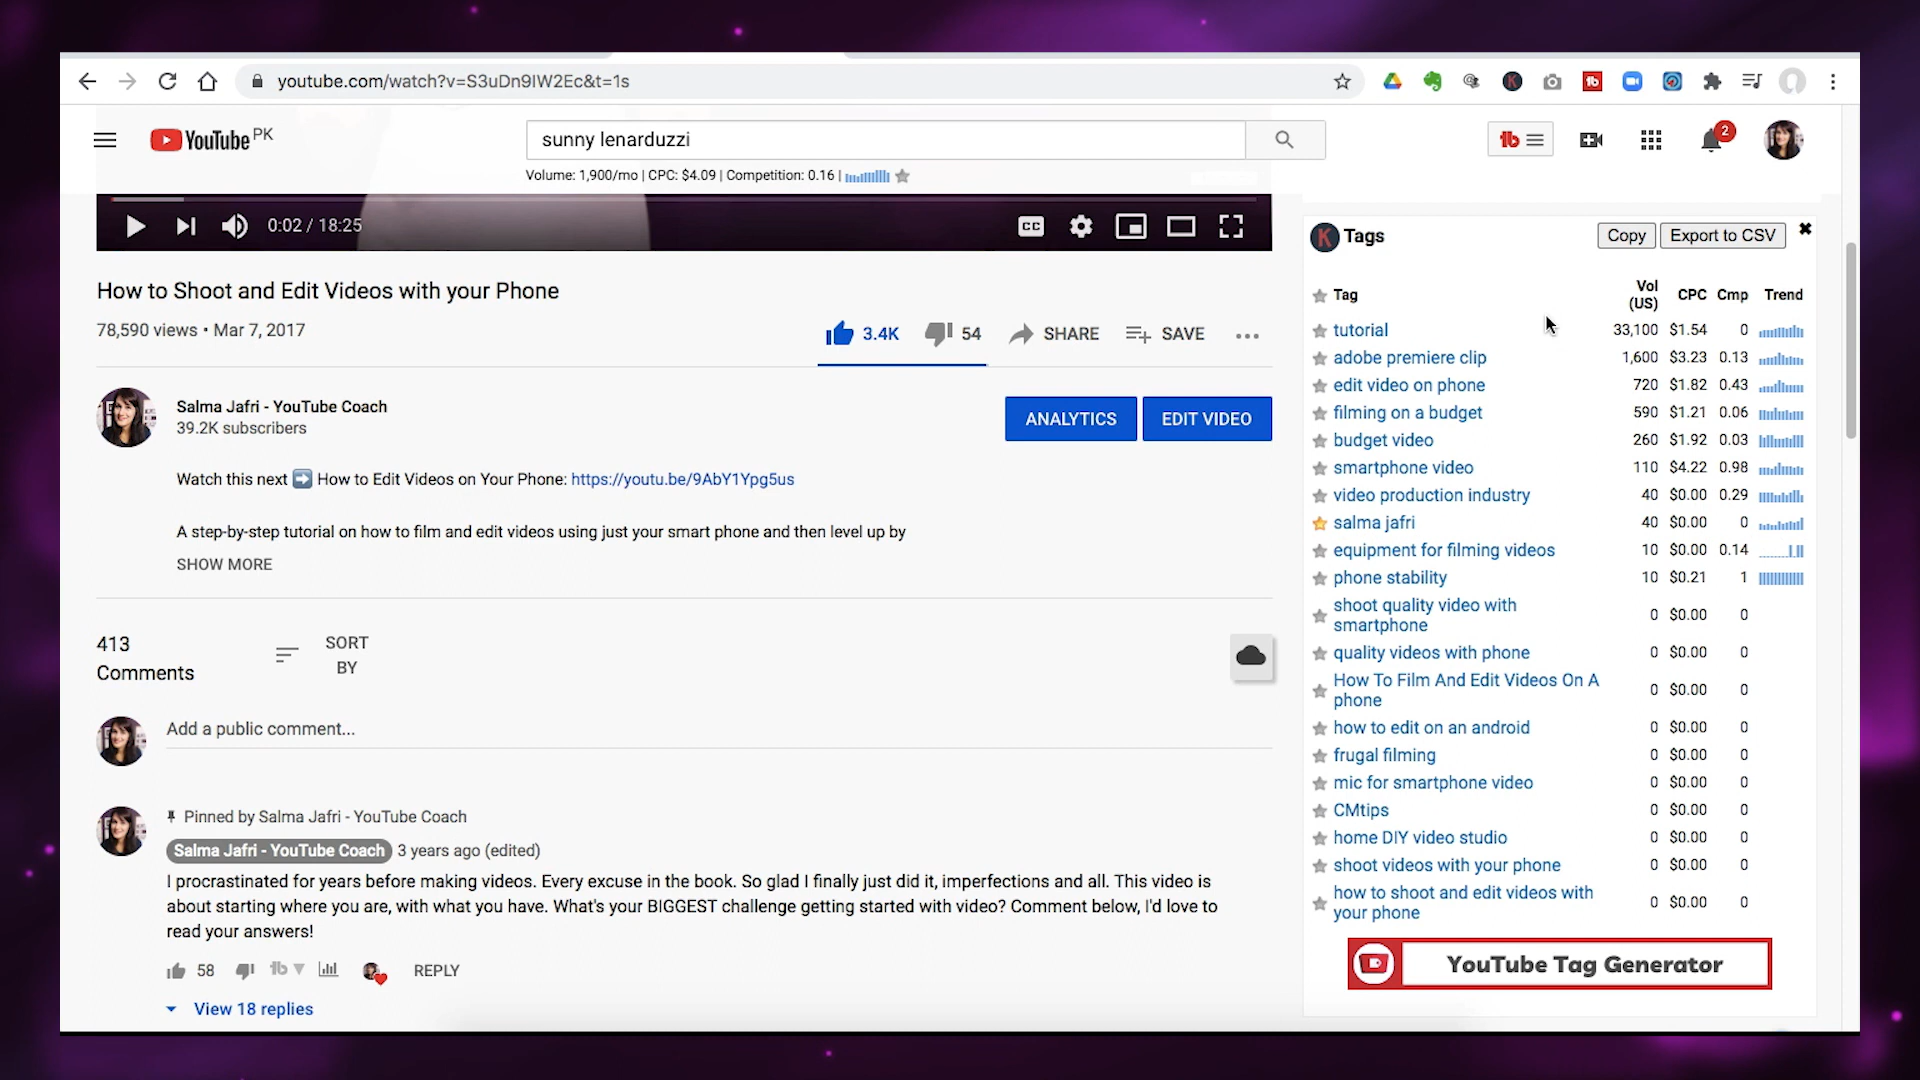 youtube.com/watch?v=S3uDn9IW2Ec&t=1s
YouTube PK
sunny lenarduzzi
2
Volume: 1,900/mo | CPC: $4.09 | Competition: 0.16 |
0:02 / 18:25
CC
How to Shoot and Edit Videos with your Phone
78,590 views • Mar 7, 2017
3.4K 54 SHARE SAVE
Salma Jafri - YouTube Coach
39.2K subscribers
ANALYTICS EDIT VIDEO
Watch this next ➡️ How to Edit Videos on Your Phone: https://youtu.be/9AbY1Ypg5us
A step-by-step tutorial on how to film and edit videos using just your smart phone and then level up by
SHOW MORE
413
Comments
SORT
BY
Add a public comment...
Pinned by Salma Jafri - YouTube Coach
Salma Jafri - YouTube Coach 3 years ago (edited)
I procrastinated for years before making videos. Every excuse in the book. So glad I finally just did it, imperfections and all. This video is
about starting where you are, with what you have. What's your BIGGEST challenge getting started with video? Comment below, I'd love to
read your answers!
58 REPLY
View 18 replies
K Tags Copy Export to CSV
Tag Vol (US) CPC Cmp Trend
tutorial 33,100 $1.54 0
adobe premiere clip 1,600 $3.23 0.13
edit video on phone 720 $1.82 0.43
filming on a budget 590 $1.21 0.06
budget video 260 $1.92 0.03
smartphone video 110 $4.22 0.98
video production industry 40 $0.00 0.29
salma jafri 40 $0.00 0
equipment for filming videos 10 $0.00 0.14
phone stability 10 $0.21 1
shoot quality video with
smartphone 0 $0.00 0
quality videos with phone 0 $0.00 0
How To Film And Edit Videos On A
phone 0 $0.00 0
how to edit on an android 0 $0.00 0
frugal filming 0 $0.00 0
mic for smartphone video 0 $0.00 0
CMtips 0 $0.00 0
home DIY video studio 0 $0.00 0
shoot videos with your phone 0 $0.00 0
how to shoot and edit videos with
your phone 0 $0.00 0
YouTube Tag Generator